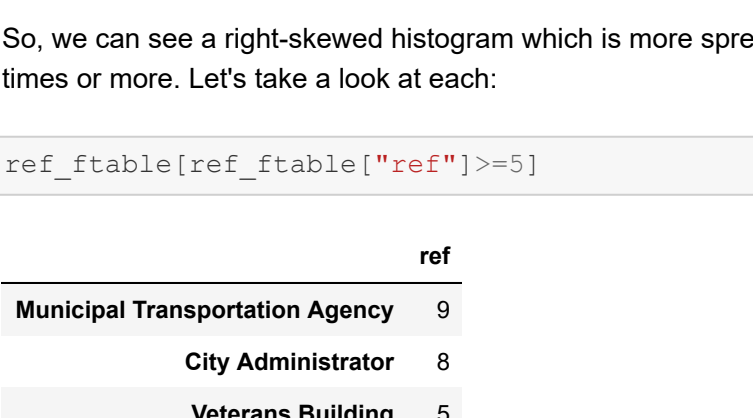 So, we can see a right-skewed histogram which is more spre
times or more. Let's take a look at each:
ref_ftable[ref_ftable["ref"]>=5]
ref
Municipal Transportation Agency 9
City Administrator 8
Veterans Building 5